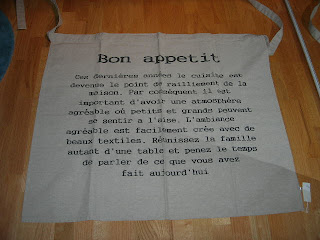 Bon appetit
Ces dernières années le cuisine est
devenue le point de railliement de la
maison. Par conséquent il est
important d'avoir une atmosphère
agréable où petits et grands peuvent
se sentir a l'aise. L'ambiance
agréable est facilement crée avec de
beaux textiles. Réunissez la famille
autant d'une table et penez le temps
de parler de ce que vous avez
fait aujourd'hui